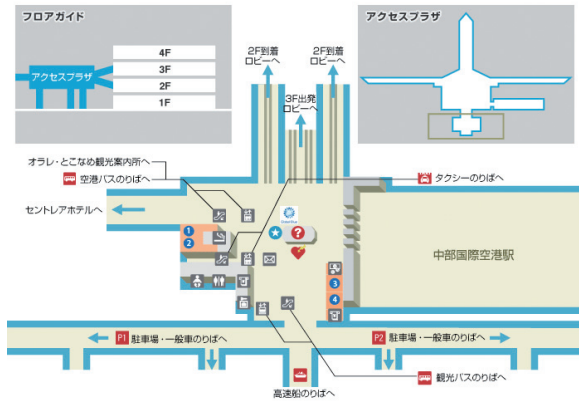 フロアガイド
4F
3F
2F
1F
アクセスプラザ
アクセスプラザ
2F到着
ロビーへ
2F到着
ロビーへ
3F出発
ロビーへ
オラレ・とこなめ観光案内所へ
空港バスのりばへ
タクシーのりばへ
セントレアホテルへ
1
2
?
3
4
中部国際空港駅
P1 駐車場・一般車のりばへ
P2 駐車場・一般車のりばへ
高速船のりばへ
観光バスのりばへ